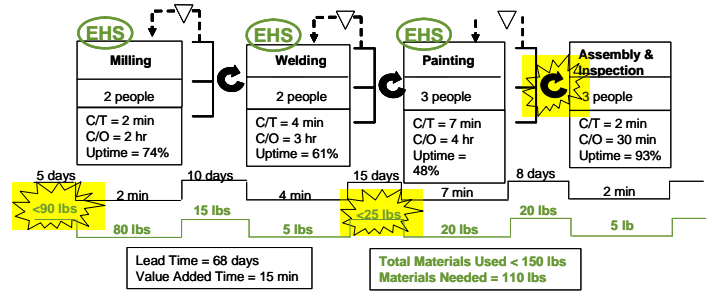 EHS
EHS
EHS
Milling
Welding
Painting
Assembly &
Inspection
2 people
2 people
3 people
3 people
C/T = 2 min
C/O = 2 hr
Uptime = 74%
C/T = 4 min
C/O = 3 hr
Uptime = 61%
C/T = 7 min
C/O = 4 hr
Uptime =
48%
C/T = 2 min
C/O = 30 min
Uptime = 93%
5 days
10 days
15 days
8 days
2 min
4 min
7 min
2 min
<90 lbs
15 lbs
<25 lbs
20 lbs
80 lbs
5 lbs
20 lbs
5 lb
Lead Time = 68 days
Value Added Time = 15 min
Total Materials Used < 150 lbs
Materials Needed = 110 lbs